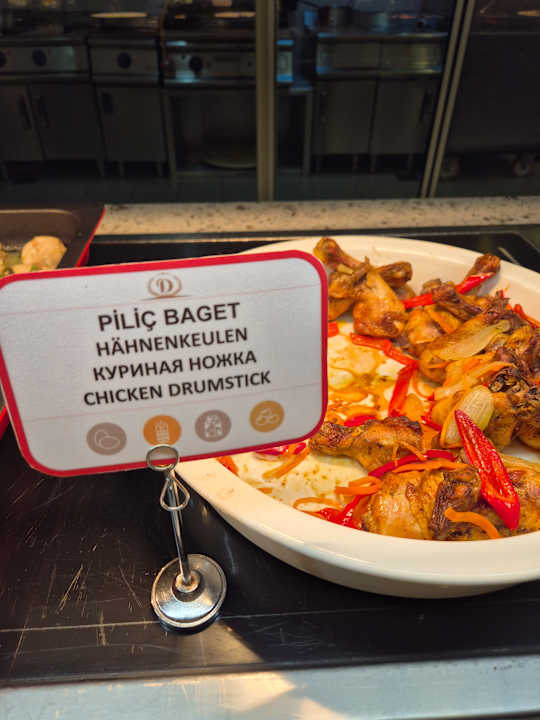 D
PİLİÇ BAGET
HÄHNENKEULEN
КУРИНАЯ НОЖКА
CHICKEN DRUMSTICK